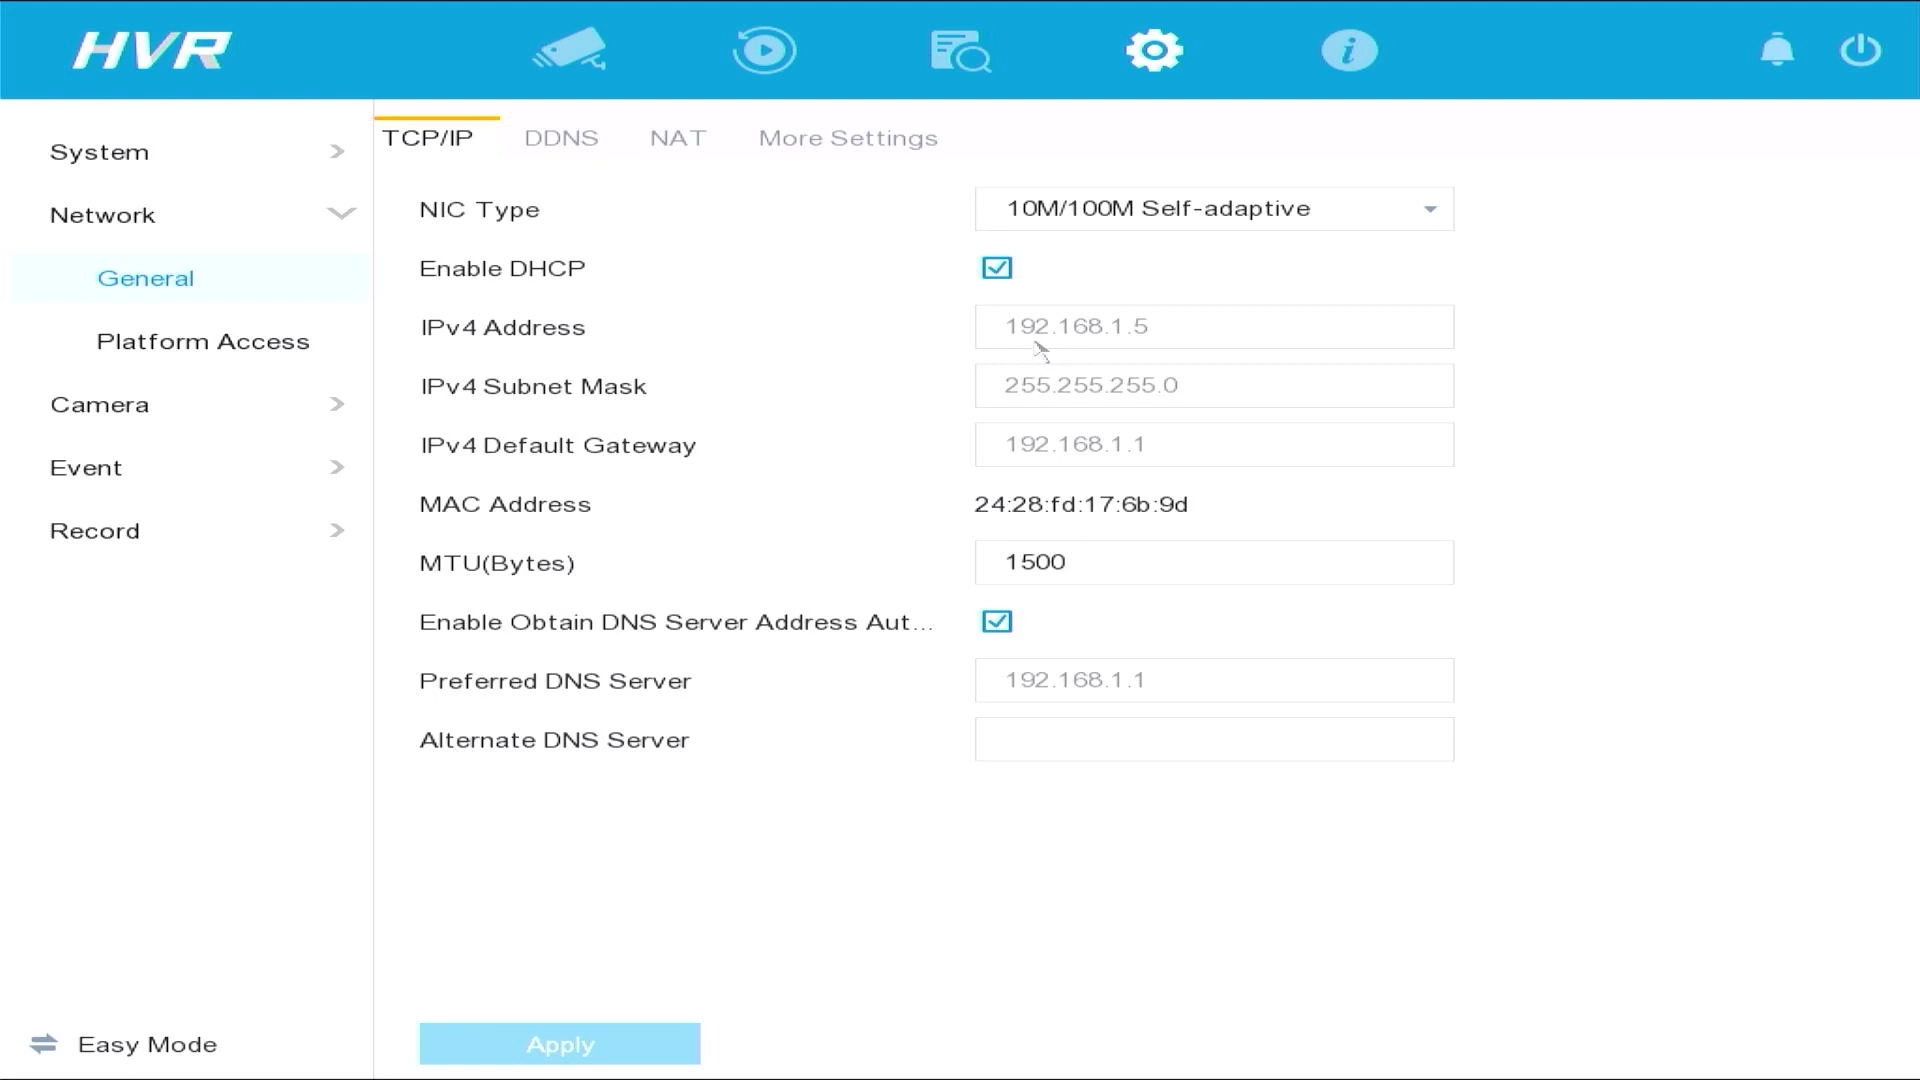 HVR
System
Network
General
Platform Access
Camera
Event
Record
Easy Mode
TCP/IP DDNS NAT More Settings
NIC Type 10M/100M Self-adaptive
Enable DHCP
IPv4 Address 192.168.1.5
IPv4 Subnet Mask 255.255.255.0
IPv4 Default Gateway 192.168.1.1
MAC Address 24:28:fd:17:6b:9d
MTU(Bytes) 1500
Enable Obtain DNS Server Address Aut...
Preferred DNS Server 192.168.1.1
Alternate DNS Server
Apply